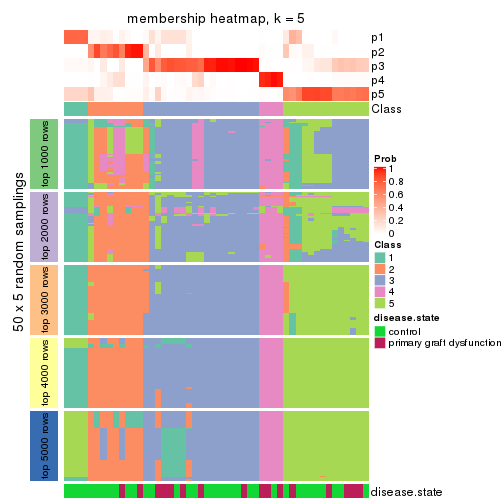 membership heatmap, k = 5
p1
p2
p3
p4
p5
Class
50 x 5 random samplings
top 1000 rows
top 2000 rows
top 3000 rows
top 4000 rows
top 5000 rows
disease.state
Prob
1
0.8
0.6
0.4
0.2
0
Class
1
2
3
4
5
disease.state
control
primary graft dysfunction